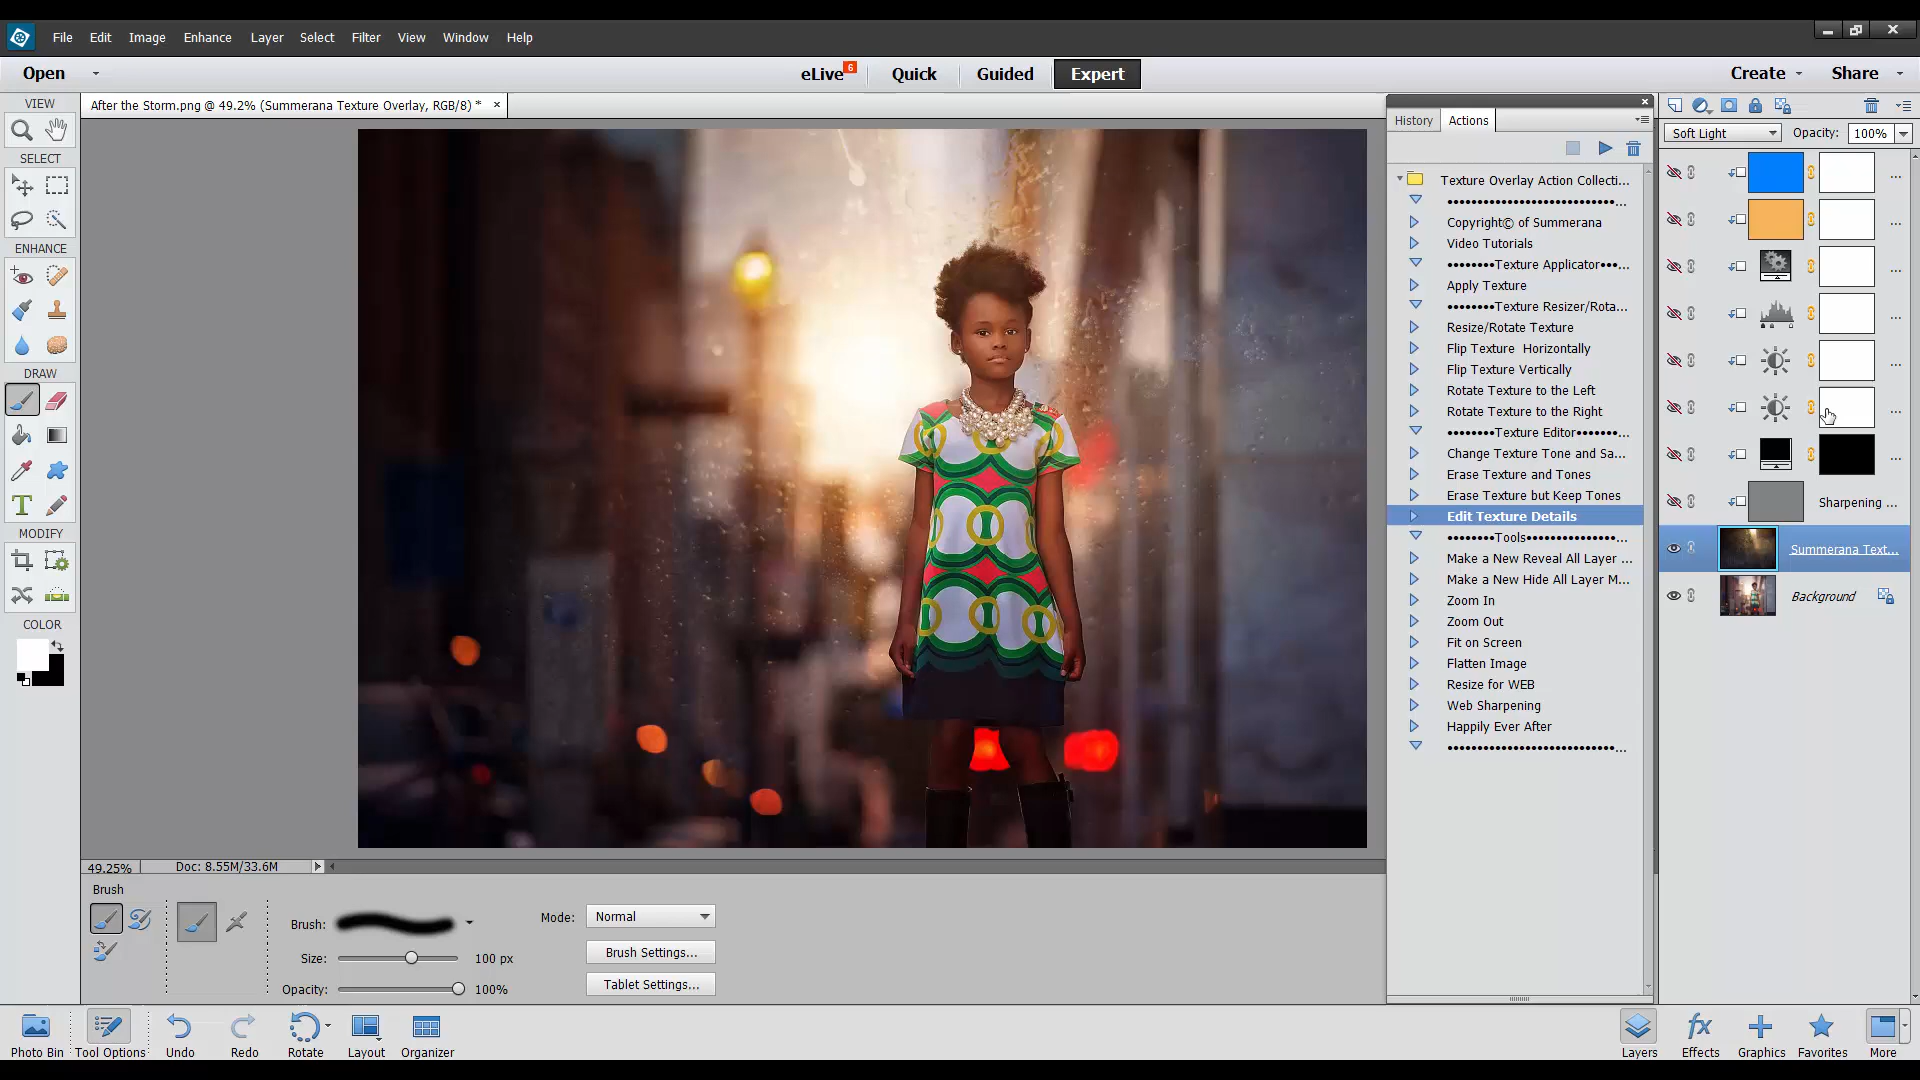 File Edit Image Enhance Layer Select Filter View Window Help
Open eLive 6 Quick Guided Expert Create Share
VIEW
After the Storm.png @ 49.2% (Summerana Texture Overlay, RGB/8) * ×
History Actions
Soft Light Opacity: 100%
SELECT
ENHANCE
DRAW
T
MODIFY
COLOR
Texture Overlay Action Collecti...
••••••••••••••••••••••••••••...
Copyright© of Summerana
Video Tutorials
••••••••Texture Applicator•••...
Apply Texture
••••••••Texture Resizer/Rota...
Resize/Rotate Texture
Flip Texture  Horizontally
Flip Texture Vertically
Rotate Texture to the Left
Rotate Texture to the Right
••••••••Texture Editor•••••••...
Change Texture Tone and Sa...
Erase Texture and Tones
Erase Texture but Keep Tones
Edit Texture Details
••••••••Tools•••••••••••••••...
Make a New Reveal All Layer ...
Make a New Hide All Layer M...
Zoom In
Zoom Out
Fit on Screen
Flatten Image
Resize for WEB
Web Sharpening
Happily Ever After
••••••••••••••••••••••••••••...
...
...
...
...
...
...
...
Sharpening ...
Summerana Text...
Background
49.25% Doc: 8.55M/33.6M
Brush
Brush: Mode: Normal
Size: 100 px Brush Settings...
Opacity: 100% Tablet Settings...
Photo Bin Tool Options Undo Redo Rotate Layout Organizer
fx
Layers Effects Graphics Favorites More